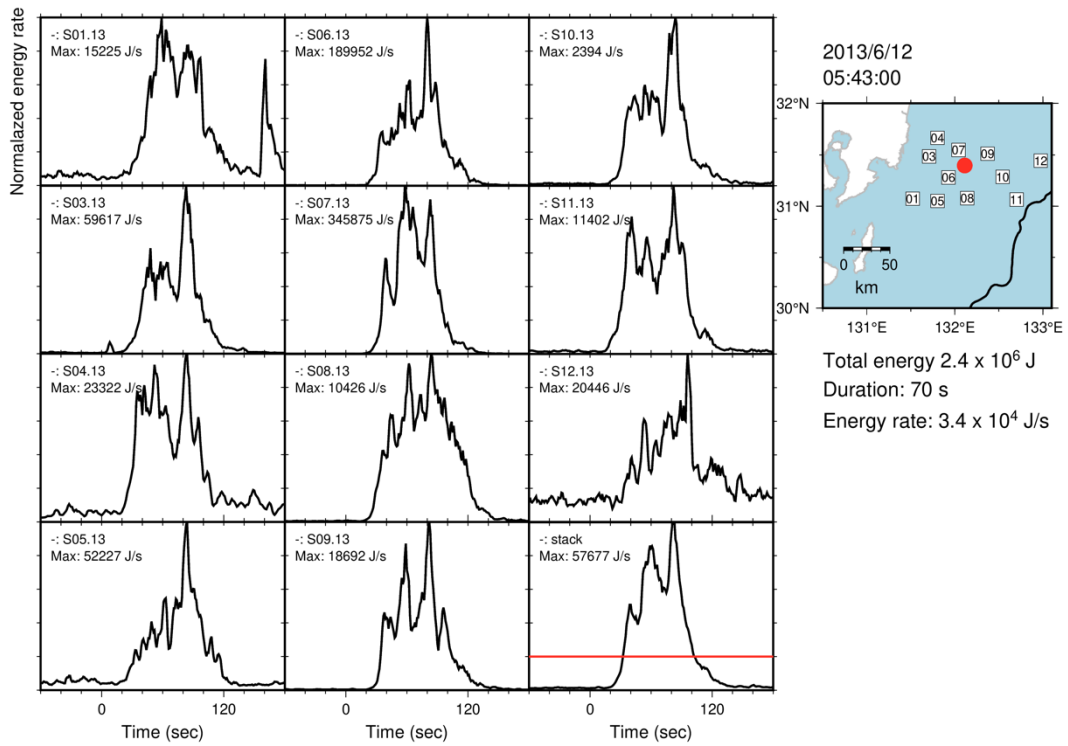 Normalazed energy rate
-: S01.13
Max: 15225 J/s
-: S06.13
Max: 189952 J/s
-: S10.13
Max: 2394 J/s
-: S03.13
Max: 59617 J/s
-: S07.13
Max: 345875 J/s
-: S11.13
Max: 11402 J/s
-: S04.13
Max: 23322 J/s
-: S08.13
Max: 10426 J/s
-: S12.13
Max: 20446 J/s
-: S05.13
Max: 52227 J/s
-: S09.13
Max: 18692 J/s
-: stack
Max: 57677 J/s
0 120
0 120
0 120
Time (sec)
Time (sec)
Time (sec)
2013/6/12
05:43:00
32°N
31°N
30°N
04
07
03
09
12
06
10
01
05
08
11
0 50
km
131°E 132°E 133°E
Total energy 2.4 x 10⁶ J
Duration: 70 s
Energy rate: 3.4 x 10⁴ J/s